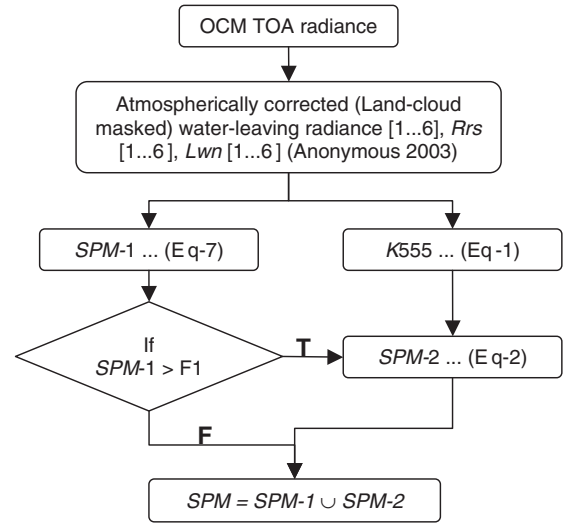 OCM TOA radiance
Atmospherically corrected (Land-cloud
masked) water-leaving radiance [1...6], Rrs
[1...6], Lwn [1...6] (Anonymous 2003)
SPM-1 ... (Eq-7)
K555 ... (Eq-1)
If
SPM-1 > F1
T
SPM-2 ... (Eq-2)
F
SPM = SPM-1 ∪ SPM-2